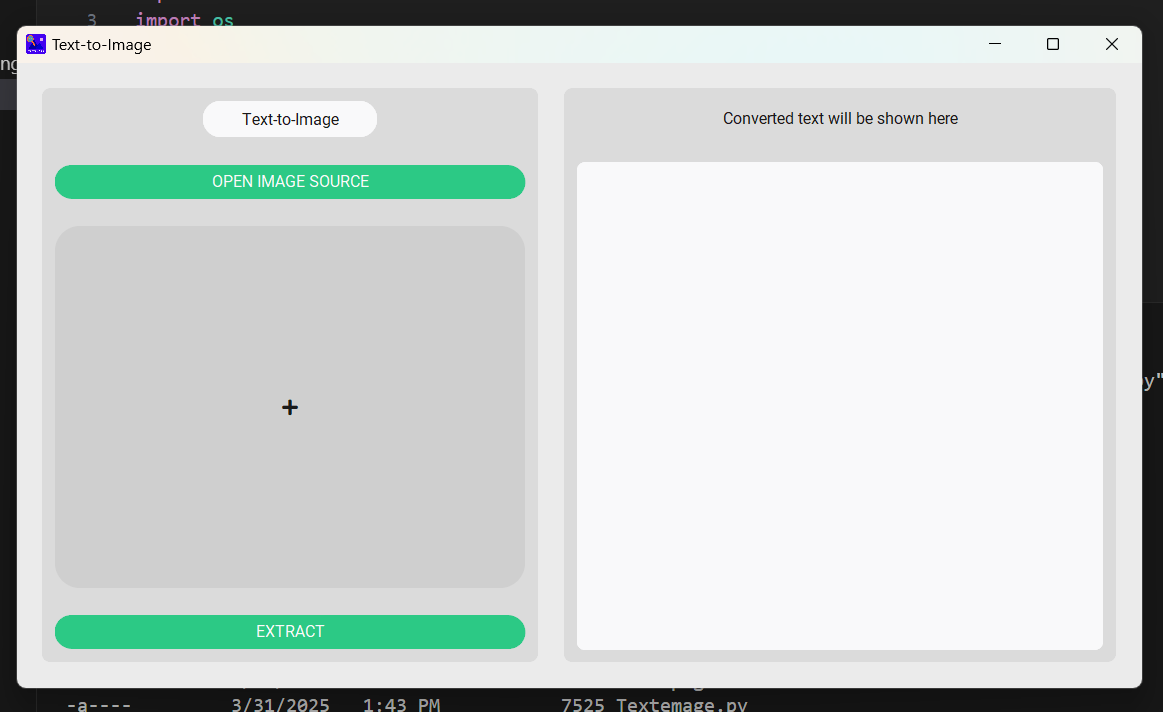 3 import os
Text-to-Image
ng
Text-to-Image
Converted text will be shown here
OPEN IMAGE SOURCE
y"
EXTRACT
-a---- 3/31/2025 1:43 PM 7525 Textemage.py